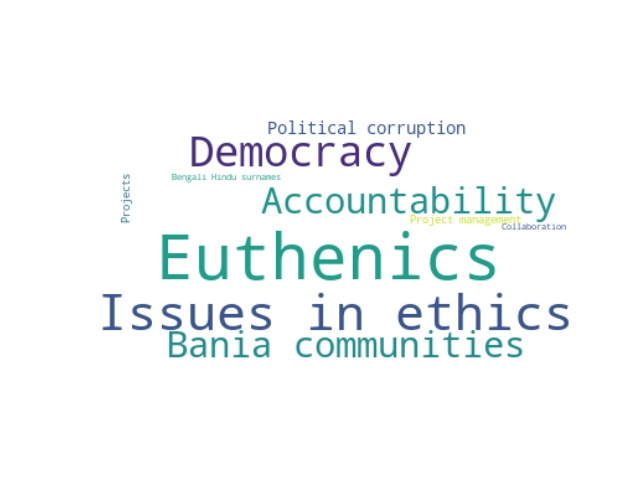 Political corruption
Democracy
Bengali Hindu surnames
Projects
Accountability
Project management
Collaboration
Euthenics
Issues in ethics
Bania communities